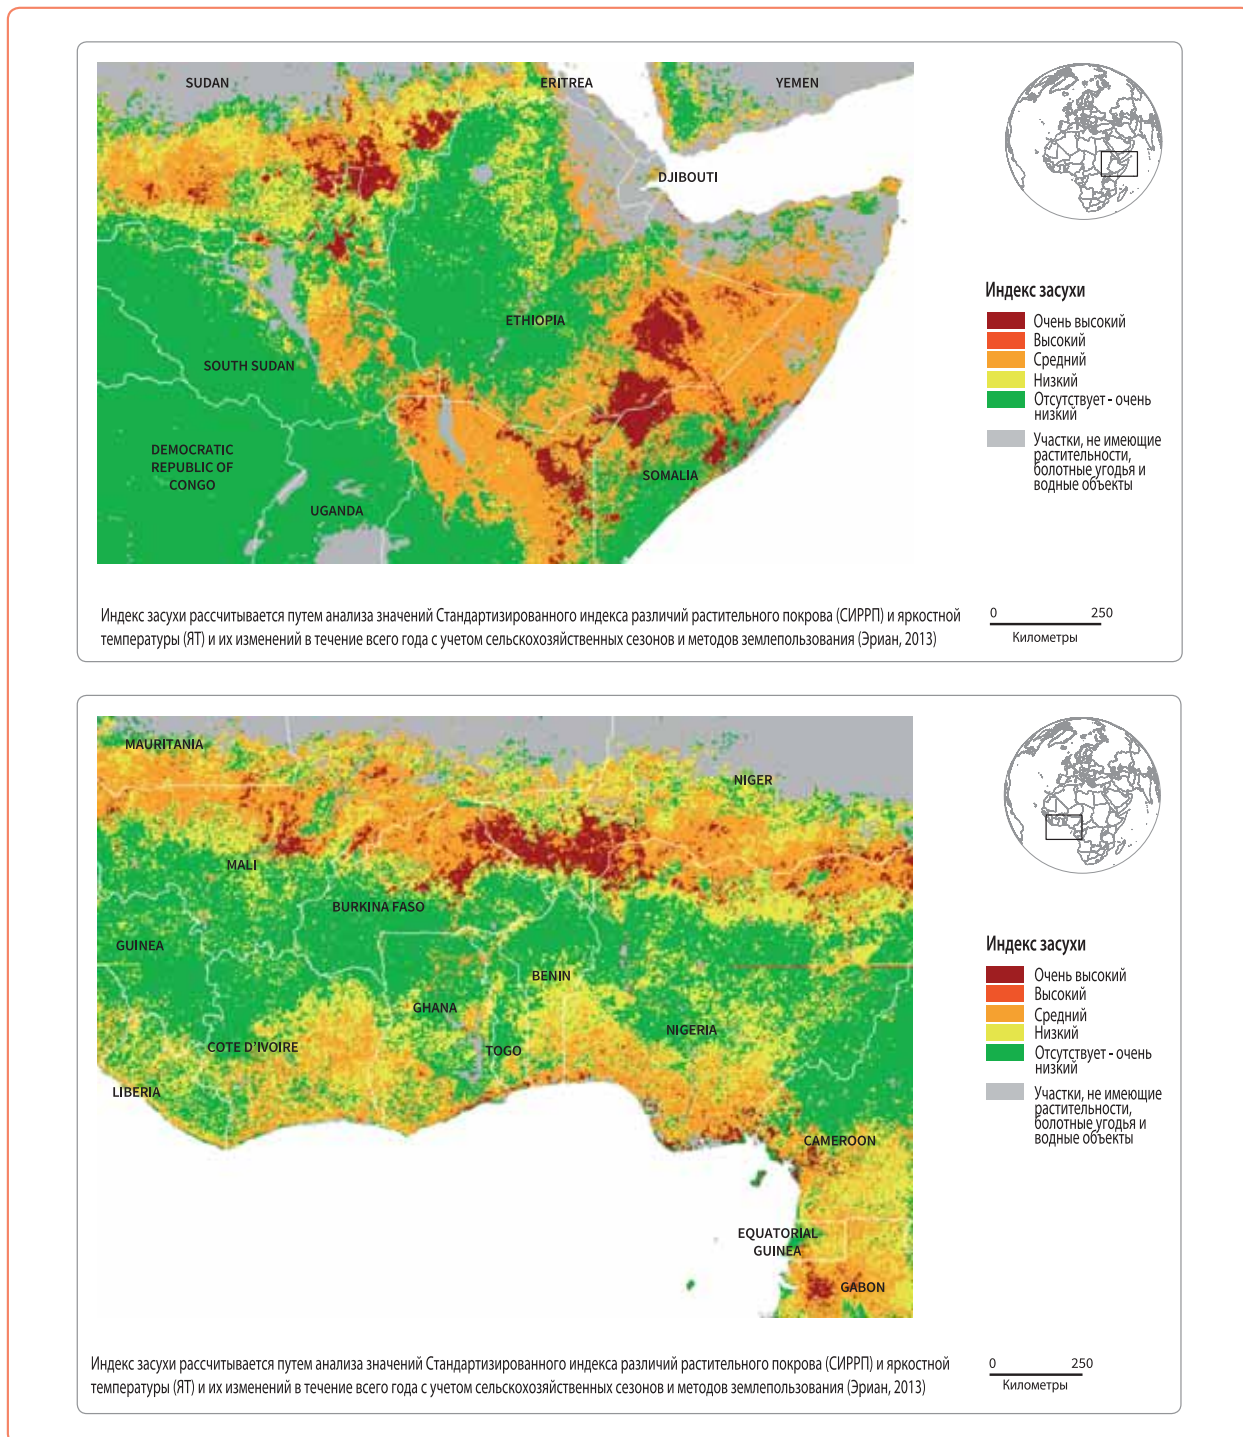 SUDAN
ERITREA
YEMEN
DJIBOUTI
ETHIOPIA
SOUTH SUDAN
DEMOCRATIC
REPUBLIC OF
CONGO
SOMALIA
UGANDA
Индекс засухи
Очень высокий
Высокий
Средний
Низкий
Отсутствует - очень
низкий
Участки, не имеющие
растительности,
болотные угодья и
водные объекты
Индекс засухи рассчитывается путем анализа значений Стандартизированного индекса различий растительного покрова (СИРРП) и яркостной
температуры (ЯТ) и их изменений в течение всего года с учетом сельскохозяйственных сезонов и методов землепользования (Эриан, 2013)
0 250
Километры
MAURITANIA
NIGER
MALI
BURKINA FASO
GUINEA
BENIN
GHANA
NIGERIA
COTE D'IVOIRE
TOGO
LIBERIA
CAMEROON
EQUATORIAL
GUINEA
GABON
Индекс засухи
Очень высокий
Высокий
Средний
Низкий
Отсутствует - очень
низкий
Участки, не имеющие
растительности,
болотные угодья и
водные объекты
Индекс засухи рассчитывается путем анализа значений Стандартизированного индекса различий растительного покрова (СИРРП) и яркостной
температуры (ЯТ) и их изменений в течение всего года с учетом сельскохозяйственных сезонов и методов землепользования (Эриан, 2013)
0 250
Километры